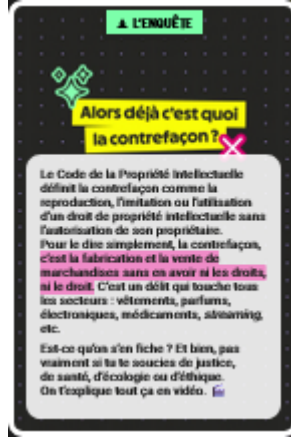 ▲ L'ENQUÊTE
Alors déjà c'est quoi
la contrefaçon ?
Le Code de la Propriété Intellectuelle
définit la contrefaçon comme la
reproduction, l'imitation ou l'utilisation
d'un droit de propriété intellectuelle sans
l'autorisation de son propriétaire.
Pour le dire simplement, la contrefaçon,
c'est la fabrication et la vente de
marchandises sans en avoir ni les droits,
ni le droit. C'est un délit qui touche tous
les secteurs : vêtements, parfums,
électroniques, médicaments, streaming,
etc.
Est-ce qu'on s'en fiche ? Et bien, pas
vraiment si tu te soucies de justice,
de santé, d'écologie ou d'éthique.
On t'explique tout ça en vidéo. 🎬